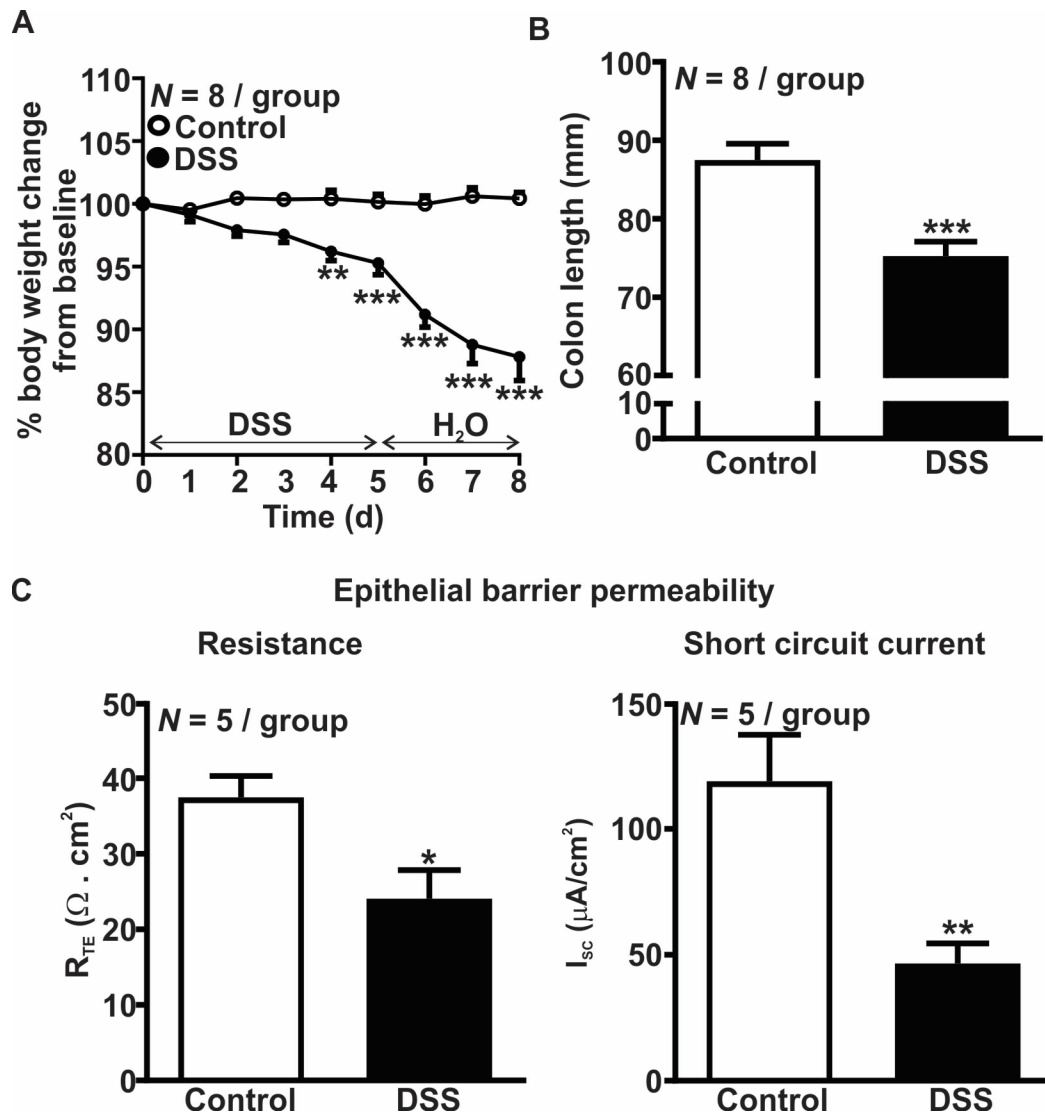 A
% body weight change
from baseline
110
105
100
95
90
85
80
N = 8 / group
Control
DSS
**
***
***
***
***
DSS
H₂O
0 1 2 3 4 5 6 7 8
Time (d)
B
Colon length (mm)
100
90
80
70
60
10
0
N = 8 / group
***
Control DSS
C
Epithelial barrier permeability
Resistance
R_TE (Ω . cm²)
50
40
30
20
10
0
N = 5 / group
*
Control DSS
Short circuit current
I_SC (µA/cm²)
150
100
50
0
N = 5 / group
**
Control DSS